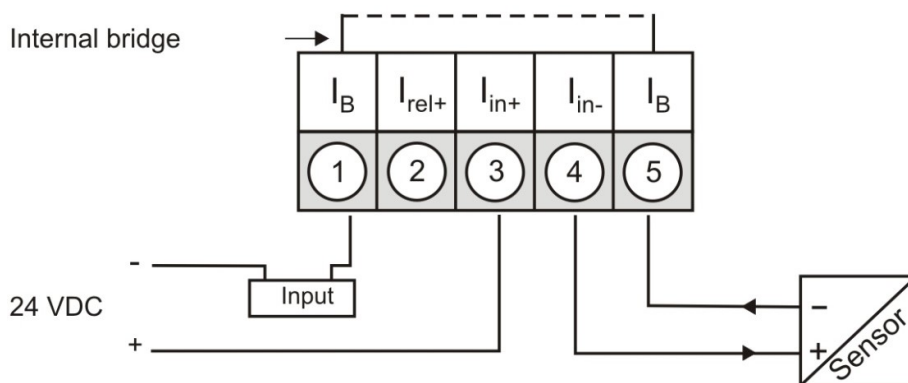 Internal bridge
I_B I_rel+ I_in+ I_in- I_B
1 2 3 4 5
-
Input
24 VDC
+
-
+
Sensor